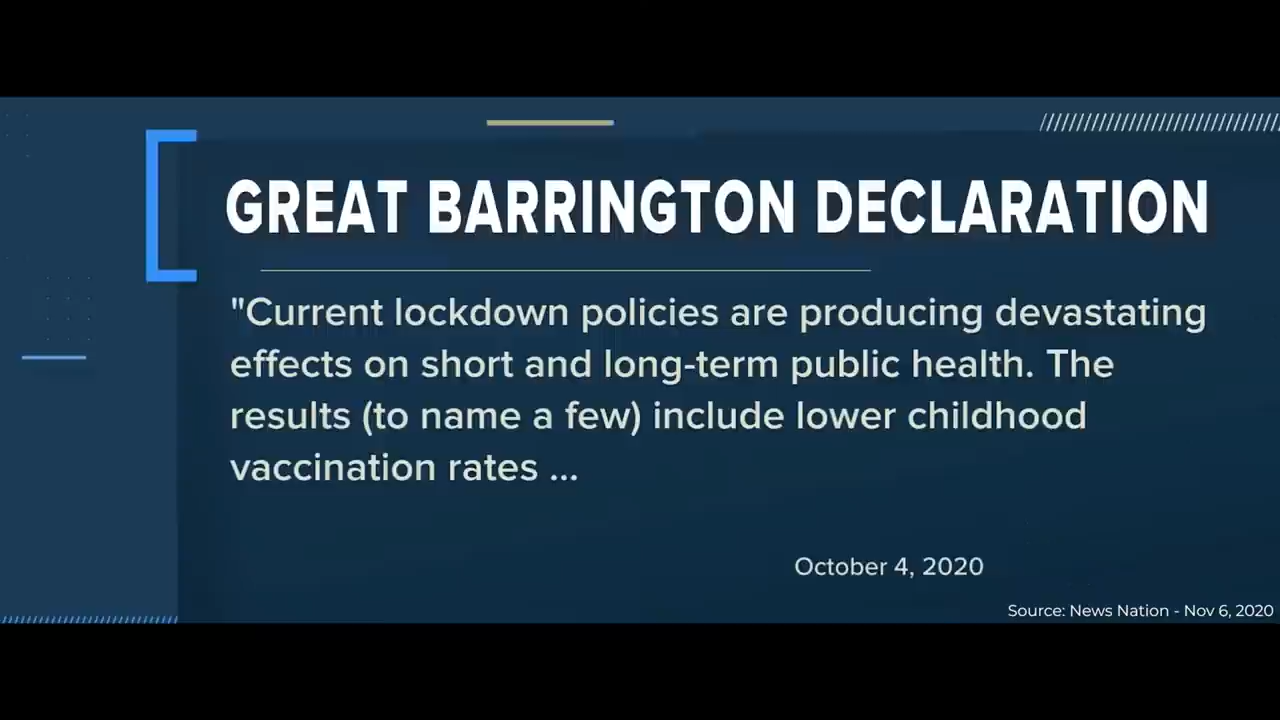 GREAT BARRINGTON DECLARATION
"Current lockdown policies are producing devastating
effects on short and long-term public health. The
results (to name a few) include lower childhood
vaccination rates ...
October 4, 2020
Source: News Nation - Nov 6, 2020